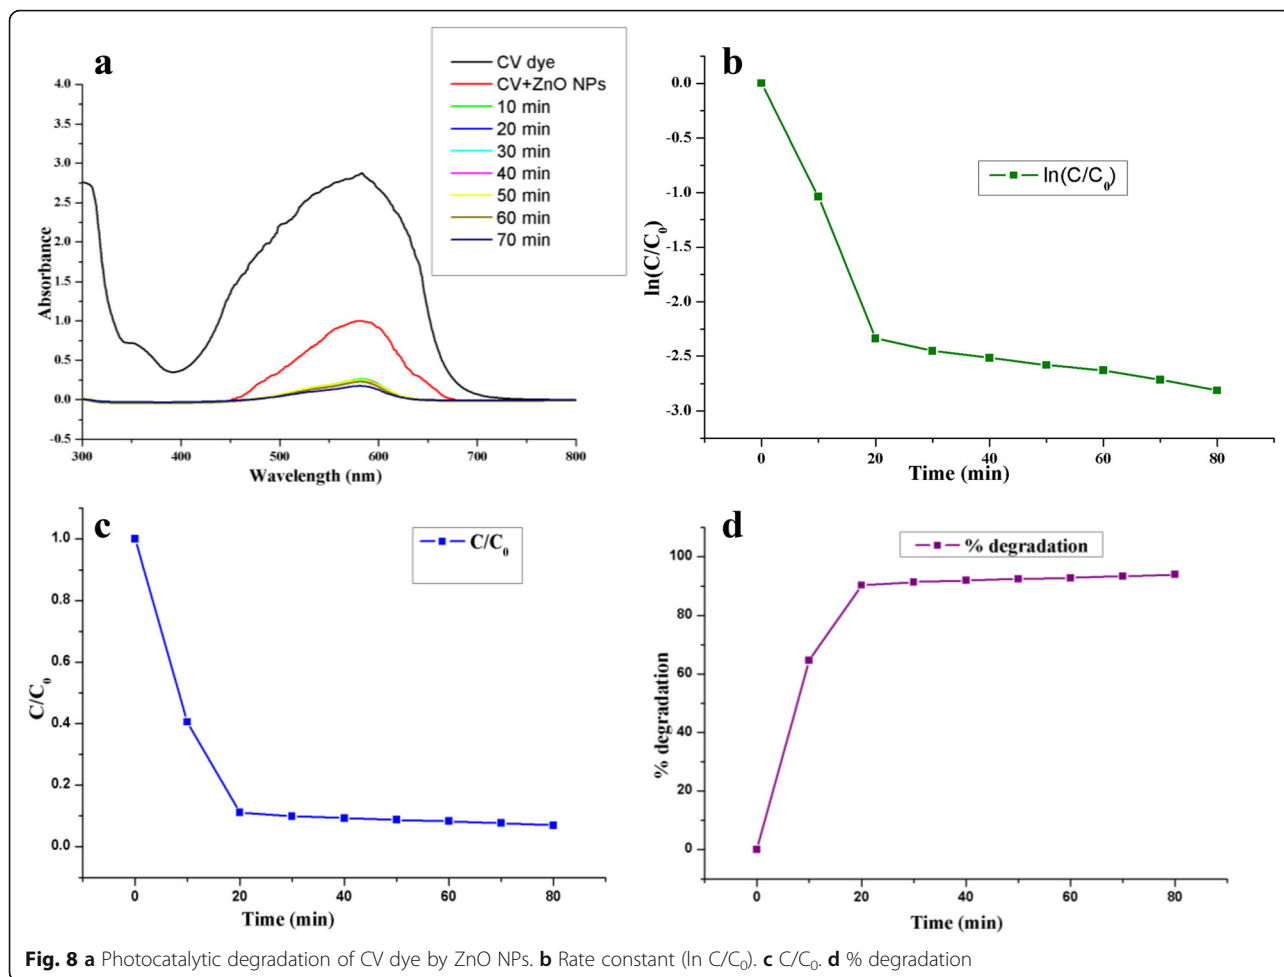 a
CV dye
CV+ZnO NPs
10 min
20 min
30 min
40 min
50 min
60 min
70 min
4.0
3.5
3.0
2.5
2.0
1.5
1.0
0.5
0.0
-0.5
Absorbance
300
400
500
600
700
800
Wavelength (nm)
b
0.0
-0.5
-1.0
-1.5
-2.0
-2.5
-3.0
ln(C/C₀)
ln(C/C₀)
0
20
40
60
80
Time (min)
c
1.0
0.8
0.6
0.4
0.2
0.0
C/C₀
C/C₀
0
20
40
60
80
Time (min)
d
% degradation
100
80
60
40
20
0
% degradation
0
20
40
60
80
Time (min)
Fig. 8 a Photocatalytic degradation of CV dye by ZnO NPs. b Rate constant (ln C/C₀). c C/C₀. d % degradation